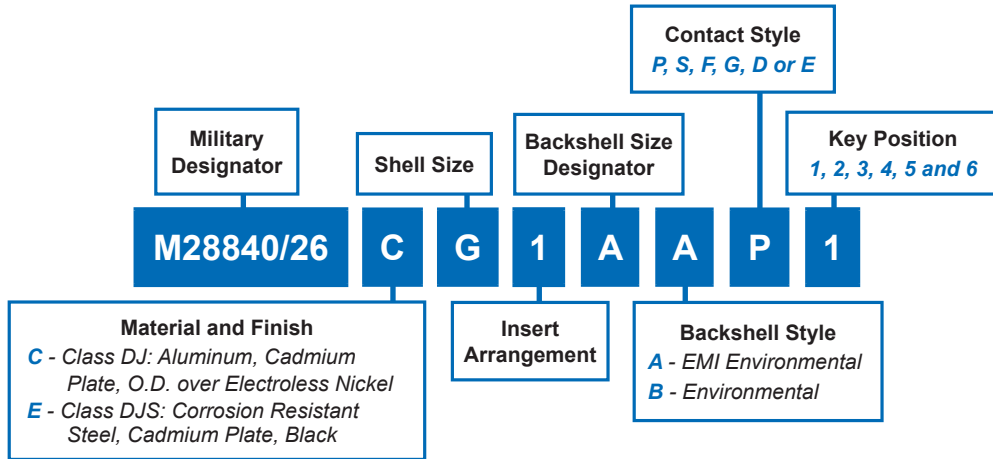 Contact Style
P, S, F, G, D or E
Military
Designator
Shell Size
Backshell Size
Designator
Key Position
1, 2, 3, 4, 5 and 6
M28840/26 C G 1 A A P 1
Material and Finish
C - Class DJ: Aluminum, Cadmium
Plate, O.D. over Electroless Nickel
E - Class DJS: Corrosion Resistant
Steel, Cadmium Plate, Black
Insert
Arrangement
Backshell Style
A - EMI Environmental
B - Environmental